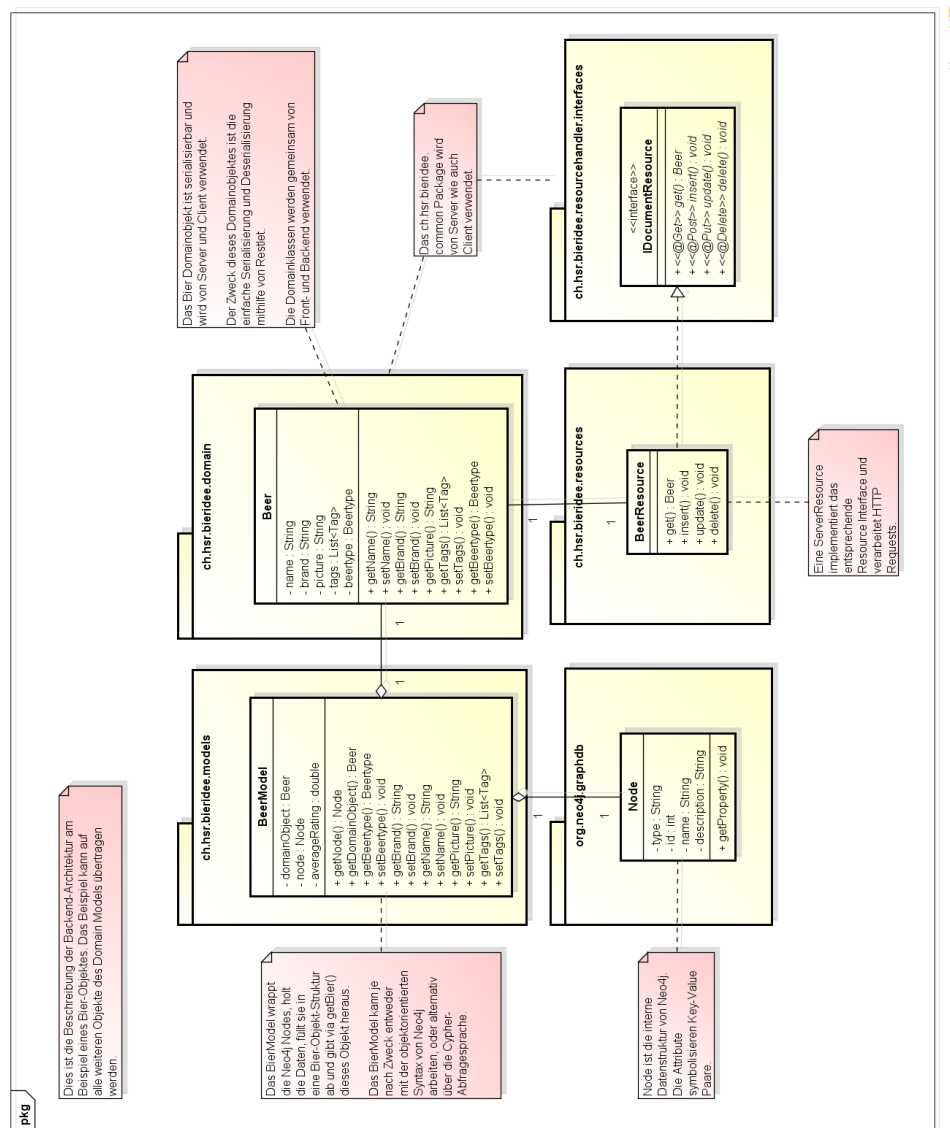 pkg
Dies ist die Beschreibung der Backend-Architektur am
Beispiel eines Bier-Objektes. Das Beispiel kann auf
alle weiteren Objekte des Domain Models übertragen
werden.
Das BierModel wrappt
die Neo4j Nodes, holt
die Daten, füllt sie in
eine Bier-Objekt-Struktur
ab und gibt via getBier()
dieses Objekt heraus.
Das BierModel kann je
nach Zweck entweder
mit der objektorientierten
Syntax von Neo4j
arbeiten, oder alternativ
über die Cypher-
Abfragesprache.
ch.hsr.bieridee.models
BeerModel
- domainObject : Beer
- node : Node
- averageRating : double
+ getNode() : Node
+ getDomainObject() : Beer
+ getBeertype() : Beertype
+ setBeertype() : void
+ getBrand() : String
+ setBrand() : void
+ getName() : String
+ setName() : void
+ getPicture() : String
+ setPicture() : void
+ getTags() : List<Tag>
+ setTags() : void
1
1
ch.hsr.bieridee.domain
Beer
- name : String
- brand : String
- picture : String
- tags : List<Tag>
- beertype : Beertype
+ getName() : String
+ setName() : void
+ getBrand() : String
+ setBrand() : void
+ getPicture() : String
+ getTags() : List<Tag>
+ setTags() : void
+ getBeertype() : Beertype
+ setBeertype() : void
Das Bier Domainobjekt ist serialisierbar und
wird von Server und Client verwendet.
Der Zweck dieses Domainobjektes ist die
einfache Serialisierung und Deserialisierung
mithilfe von Restlet.
Die Domainklassen werden gemeinsam von
Front- und Backend verwendet.
Das ch.hsr.bieridee.
common Package wird
von Server wie auch
Client verwendet.
1
1
1
1
Node ist die interne
Datenstruktur von Neo4j.
Die Attribute
symbolisieren Key-Value
Paare.
org.neo4j.graphdb
Node
- type : String
- id : int
- name : String
- description : String
+ getProperty() : void
ch.hsr.bieridee.resources
BeerResource
+ get() : Beer
+ insert() : void
+ update() : void
+ delete() : void
Eine ServerResource
implementiert das
entsprechende
Resource Interface und
verarbeitet HTTP
Requests.
ch.hsr.bieridee.resourcehandler.interfaces
<<interface>>
IDocumentResource
+ <<@Get>> get() : Beer
+ <<@Post>> insert() : void
+ <<@Put>> update() : void
+ <<@Delete>> delete() : void